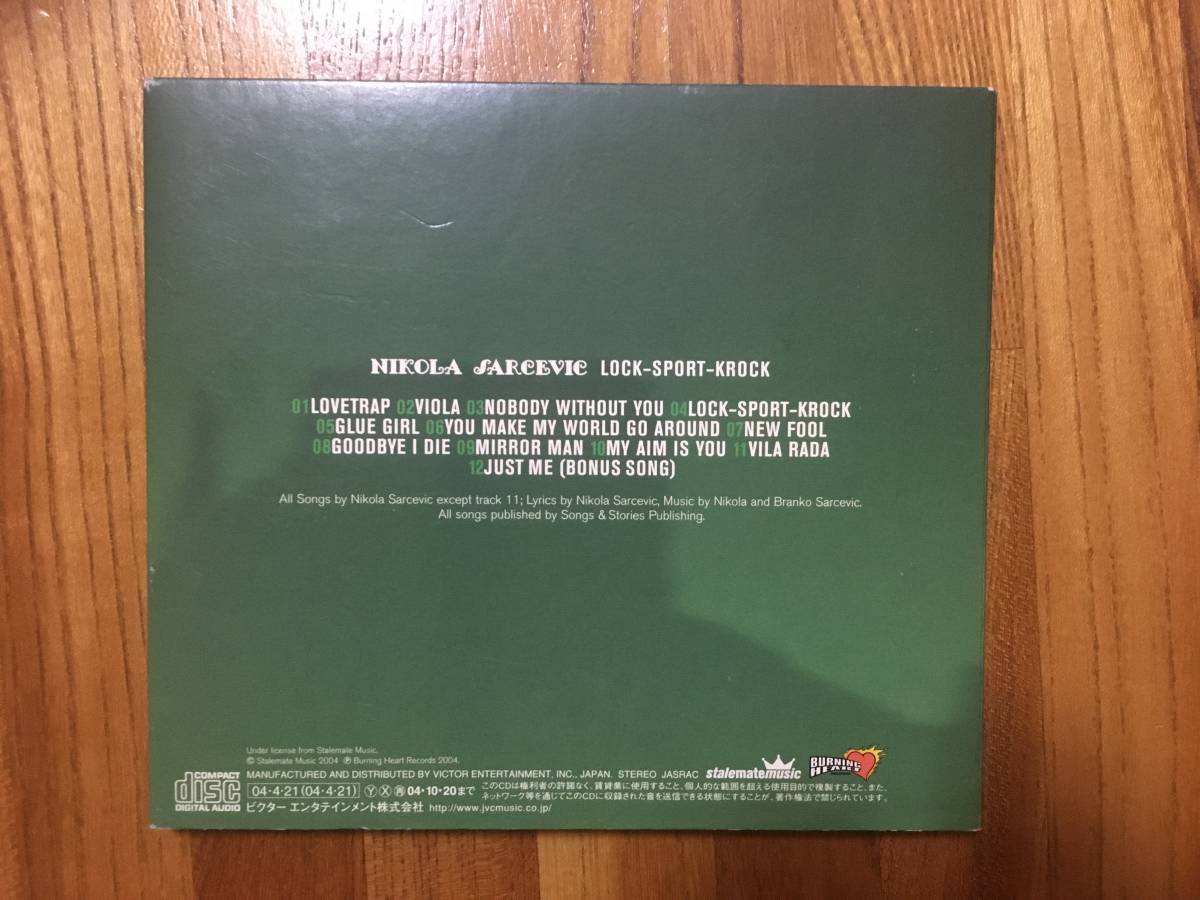 NIKOLA SARCEVIC LOCK-SPORT-KROCK
01LOVETRAP 02VIOLA 03NOBODY WITHOUT YOU 04LOCK-SPORT-KROCK
05GLUE GIRL 06YOU MAKE MY WORLD GO AROUND 07NEW FOOL
08GOODBYE I DIE 09MIRROR MAN 10MY AIM IS YOU 11VILA RADA
12JUST ME (BONUS SONG)
All Songs by Nikola Sarcevic except track 11; Lyrics by Nikola Sarcevic, Music by Nikola and Branko Sarcevic.
All songs published by Songs & Stories Publishing.
Under license from Stalemate Music.
© Stalemate Music 2004 ℗ Burning Heart Records 2004.
COMPACT disc DIGITAL AUDIO
MANUFACTURED AND DISTRIBUTED BY VICTOR ENTERTAINMENT, INC., JAPAN. STEREO JASRAC
04·4·21(04·4·21) Ⓨ Ⓧ ㊢ 04·10·20まで
ビクター エンタテインメント株式会社 http://www.jvcmusic.co.jp/
このCDは権利者の許諾なく、賃貸業に使用すること、個人的な範囲を超える使用目的で複製すること、また、
ネットワーク等を通じてこのCDに収録された音を送信できる状態にすることが、著作権法で禁じられています。
stalematemusic
BURNING
HEART